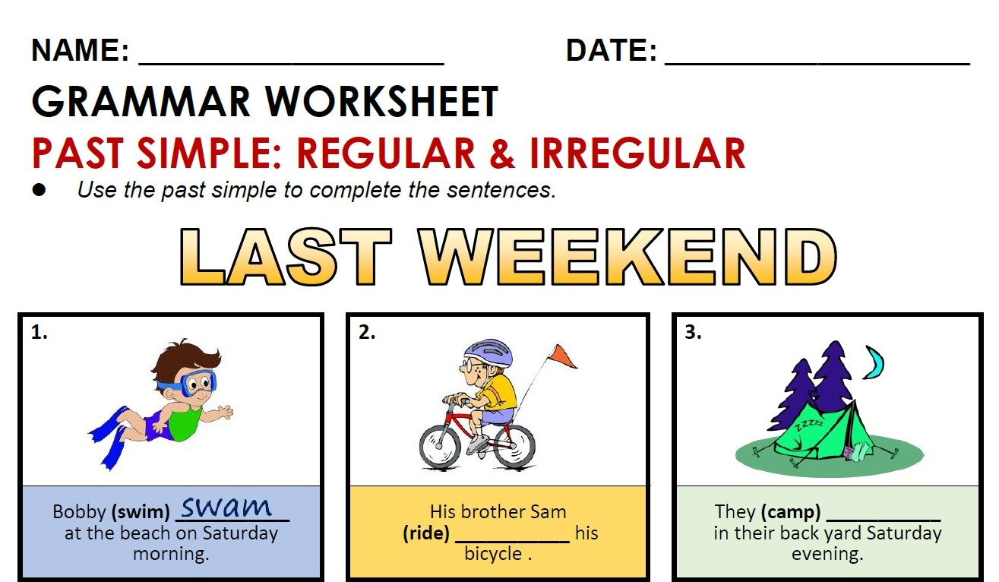 NAME: ____________________ DATE: ____________________
GRAMMAR WORKSHEET
PAST SIMPLE: REGULAR & IRREGULAR
● Use the past simple to complete the sentences.
LAST WEEKEND
1.
Bobby (swim) swam
at the beach on Saturday
morning.
2.
His brother Sam
(ride) ___________ his
bicycle .
3.
zzzzz
They (camp) ___________
in their back yard Saturday
evening.